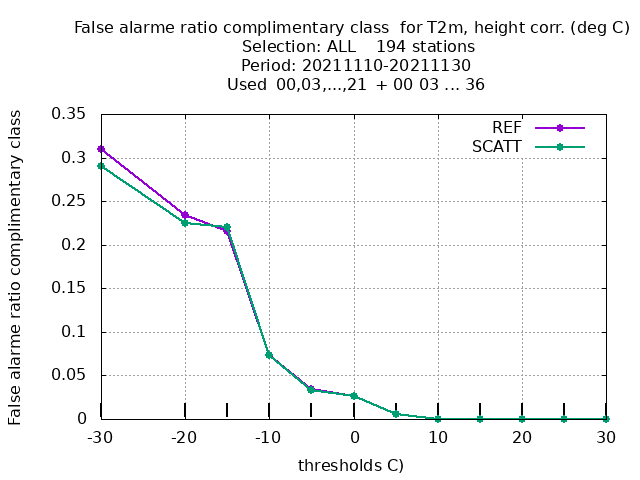 False alarme ratio complimentary class  for T2m, height corr. (deg C)
Selection: ALL    194 stations
Period: 20211110-20211130
Used  00,03,...,21  + 00 03 ... 36
False alarme ratio complimentary class
0.35
0.3
0.25
0.2
0.15
0.1
0.05
0
REF
SCATT
-30 -20 -10 0 10 20 30
thresholds C)